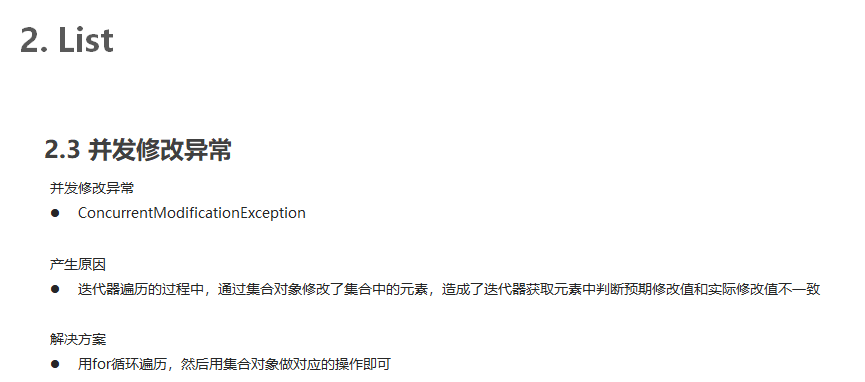 2. List
2.3 并发修改异常
并发修改异常
● ConcurrentModificationException
产生原因
● 迭代器遍历的过程中，通过集合对象修改了集合中的元素，造成了迭代器获取元素中判断预期修改值和实际修改值不一致
解决方案
● 用for循环遍历，然后用集合对象做对应的操作即可